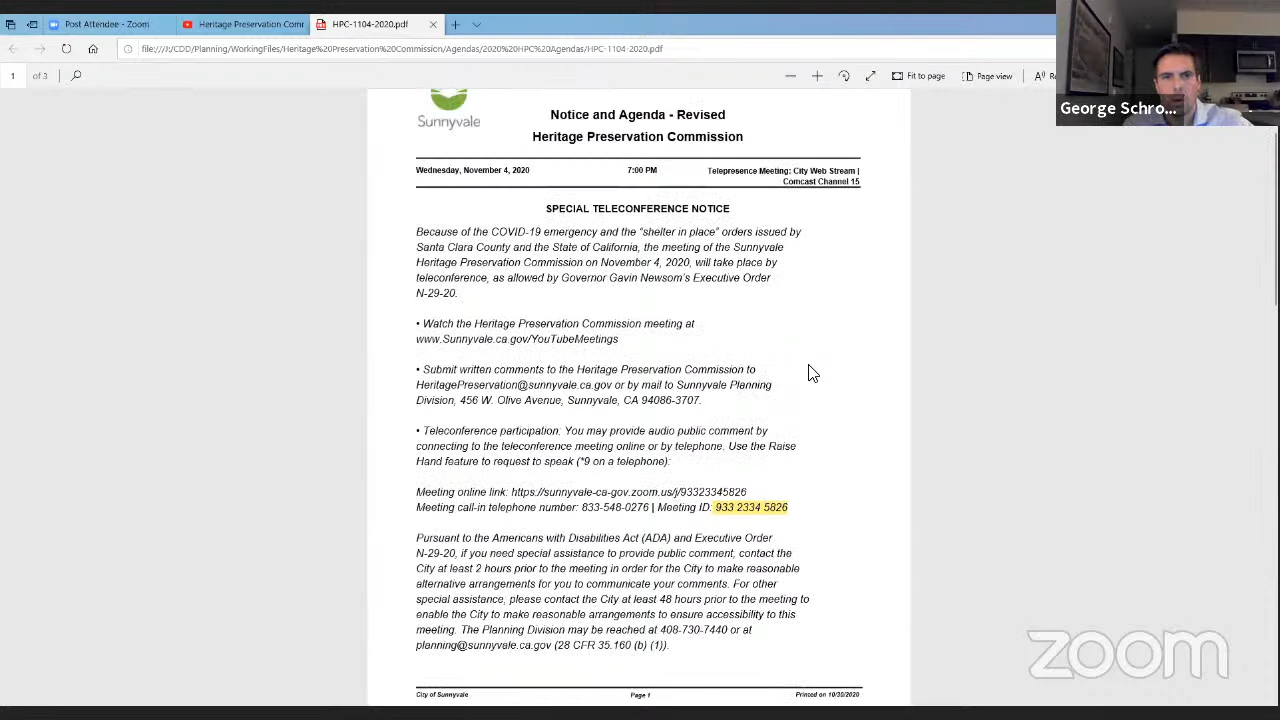 Post Attendee - Zoom
Heritage Preservation Comr
HPC-1104-2020.pdf
file:///J:/CDD/Planning/WorkingFiles/Heritage%20Preservation%20Commission/Agendas/2020%20HPC%20Agendas/HPC-1104-2020.pdf
1 of 3
Fit to page
Page view
Re
George Schro...
Sunnyvale
Notice and Agenda - Revised
Heritage Preservation Commission
Wednesday, November 4, 2020
7:00 PM
Telepresence Meeting: City Web Stream |
Comcast Channel 15
SPECIAL TELECONFERENCE NOTICE
Because of the COVID-19 emergency and the “shelter in place” orders issued by
Santa Clara County and the State of California, the meeting of the Sunnyvale
Heritage Preservation Commission on November 4, 2020, will take place by
teleconference, as allowed by Governor Gavin Newsom's Executive Order
N-29-20.
• Watch the Heritage Preservation Commission meeting at
www.Sunnyvale.ca.gov/YouTubeMeetings
• Submit written comments to the Heritage Preservation Commission to
HeritagePreservation@sunnyvale.ca.gov or by mail to Sunnyvale Planning
Division, 456 W. Olive Avenue, Sunnyvale, CA 94086-3707.
• Teleconference participation: You may provide audio public comment by
connecting to the teleconference meeting online or by telephone. Use the Raise
Hand feature to request to speak (*9 on a telephone):
Meeting online link: https://sunnyvale-ca-gov.zoom.us/j/93323345826
Meeting call-in telephone number: 833-548-0276 | Meeting ID: 933 2334 5826
Pursuant to the Americans with Disabilities Act (ADA) and Executive Order
N-29-20, if you need special assistance to provide public comment, contact the
City at least 2 hours prior to the meeting in order for the City to make reasonable
alternative arrangements for you to communicate your comments. For other
special assistance, please contact the City at least 48 hours prior to the meeting to
enable the City to make reasonable arrangements to ensure accessibility to this
meeting. The Planning Division may be reached at 408-730-7440 or at
planning@sunnyvale.ca.gov (28 CFR 35.160 (b) (1)).
City of Sunnyvale
Page 1
Printed on 10/30/2020
zoom